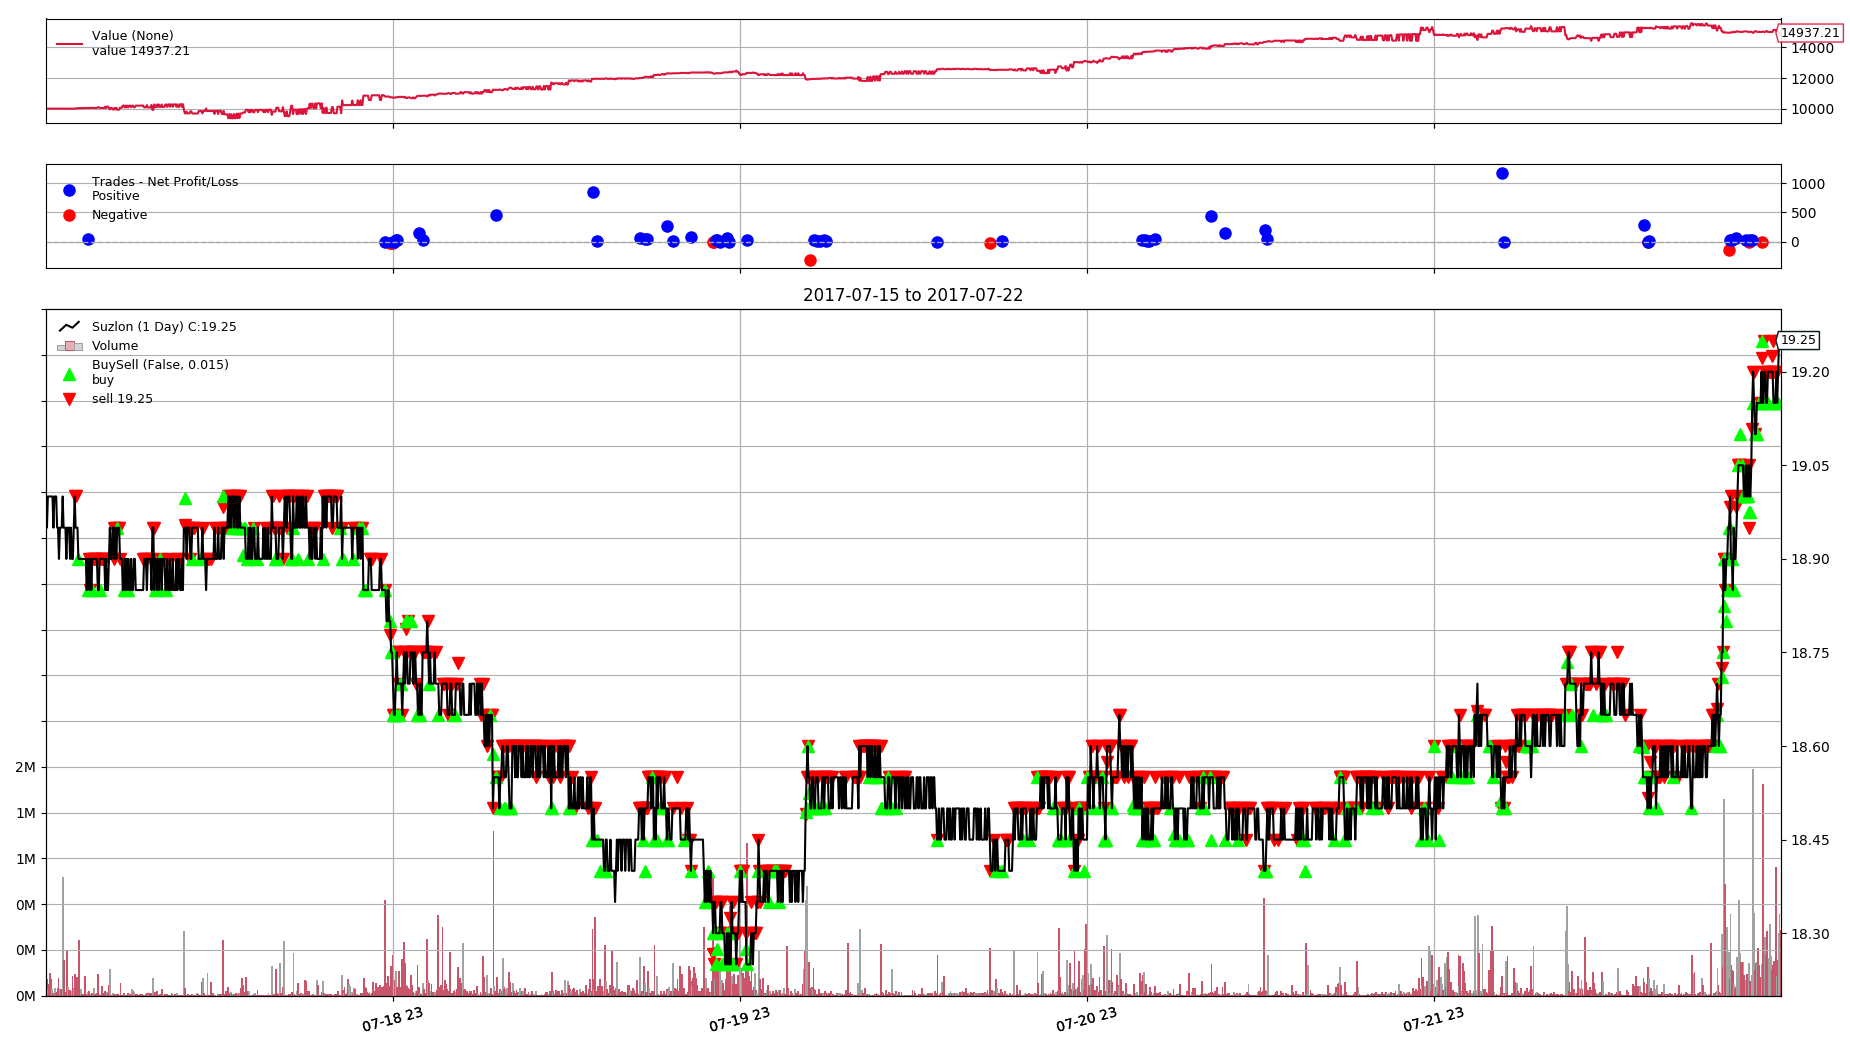 Value (None)
value 14937.21
14937.21
14000
12000
10000
Trades - Net Profit/Loss
Positive
Negative
1000
500
0
2017-07-15 to 2017-07-22
Suzlon (1 Day) C:19.25
Volume
BuySell (False, 0.015)
buy
sell 19.25
19.25
19.20
19.05
18.90
18.75
18.60
18.45
18.30
2M
1M
1M
0M
0M
0M
07-18 23
07-19 23
07-20 23
07-21 23